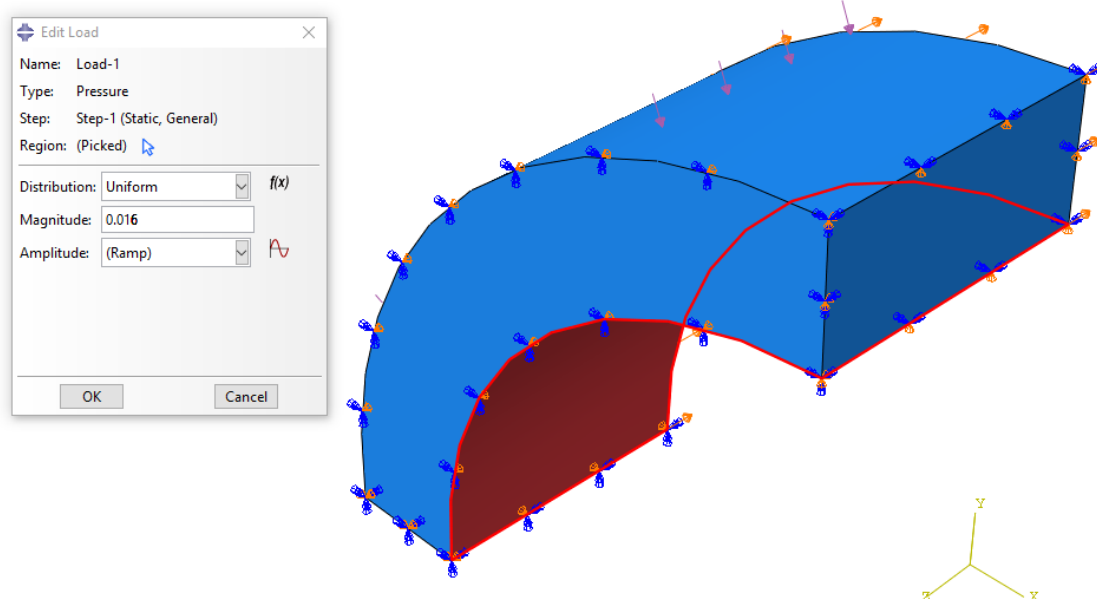 Edit Load
Name: Load-1
Type: Pressure
Step: Step-1 (Static, General)
Region: (Picked)
Distribution: Uniform f(x)
Magnitude: 0.016
Amplitude: (Ramp)
OK Cancel
Y
Z X